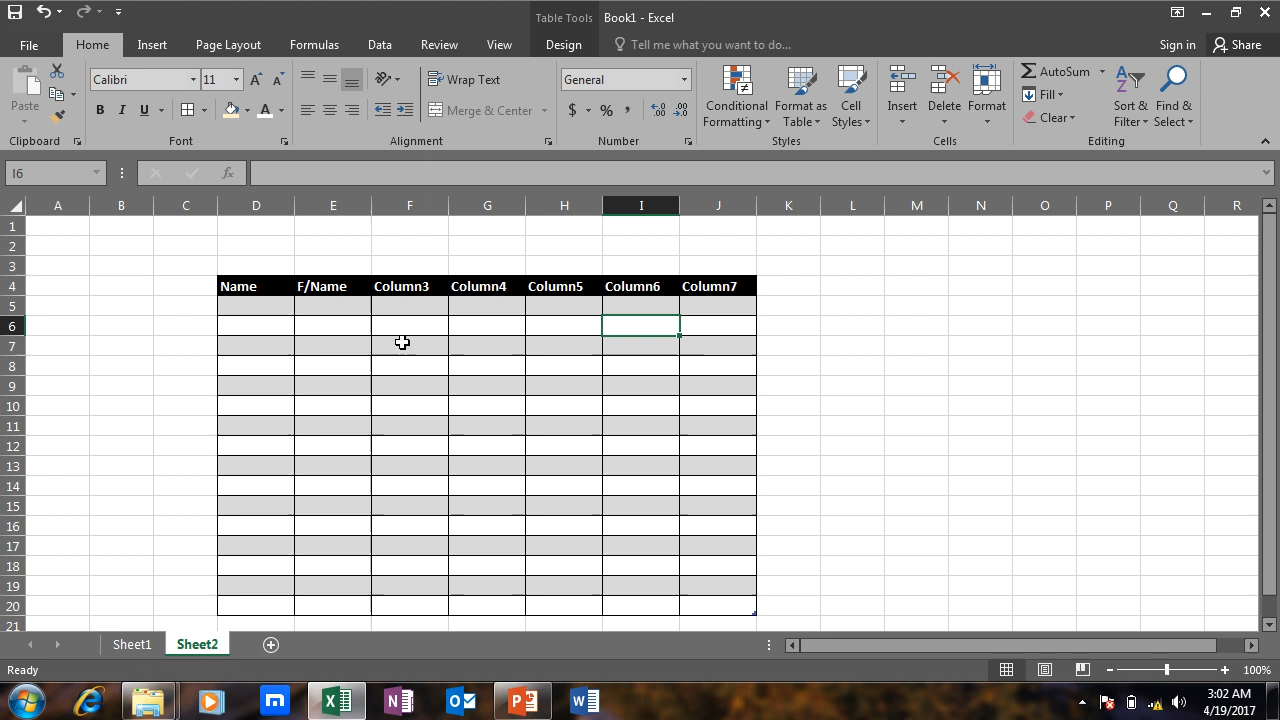 Table Tools
Book1 - Excel
File
Home
Insert
Page Layout
Formulas
Data
Review
View
Design
Tell me what you want to do...
Sign in
Share
Paste
Clipboard
Calibri
11
B I U
Font
Wrap Text
Merge & Center
Alignment
General
$ % ,
Number
Conditional Formatting
Format as Table
Cell Styles
Styles
Insert
Delete
Format
Cells
AutoSum
Fill
Clear
Sort & Filter
Find & Select
Editing
I6
fx
A B C D E F G H I J K L M N O P Q R
1
2
3
4 Name F/Name Column3 Column4 Column5 Column6 Column7
5
6
7
8
9
10
11
12
13
14
15
16
17
18
19
20
21
Sheet1
Sheet2
Ready
100%
3:02 AM
4/19/2017